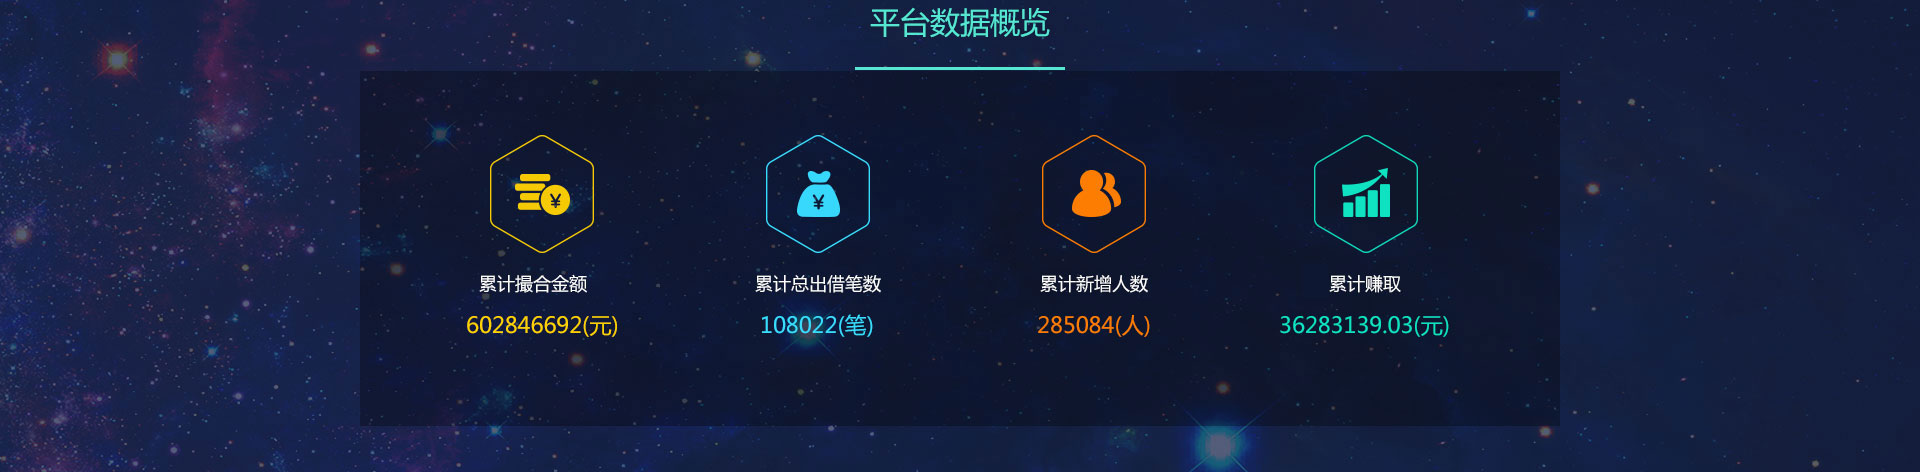 平台数据概览
¥
¥
累计撮合金额
累计总出借笔数
累计新增人数
累计赚取
602846692(元)
108022(笔)
285084(人)
36283139.03(元)